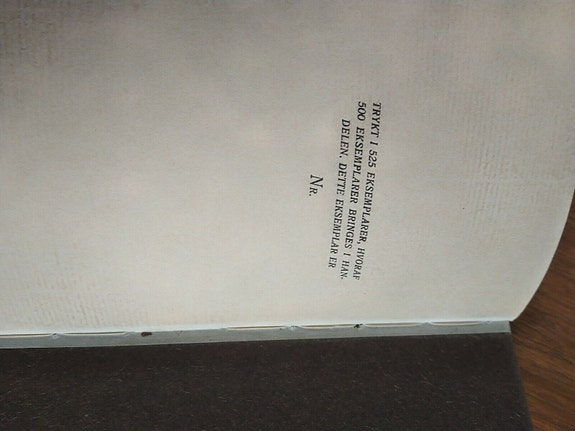 TRYKT I 525 EKSEMPLARER, HVORAF
500 EKSEMPLARER BRINGES I HAN-
DELEN. DETTE EKSEMPLAR ER
NR.